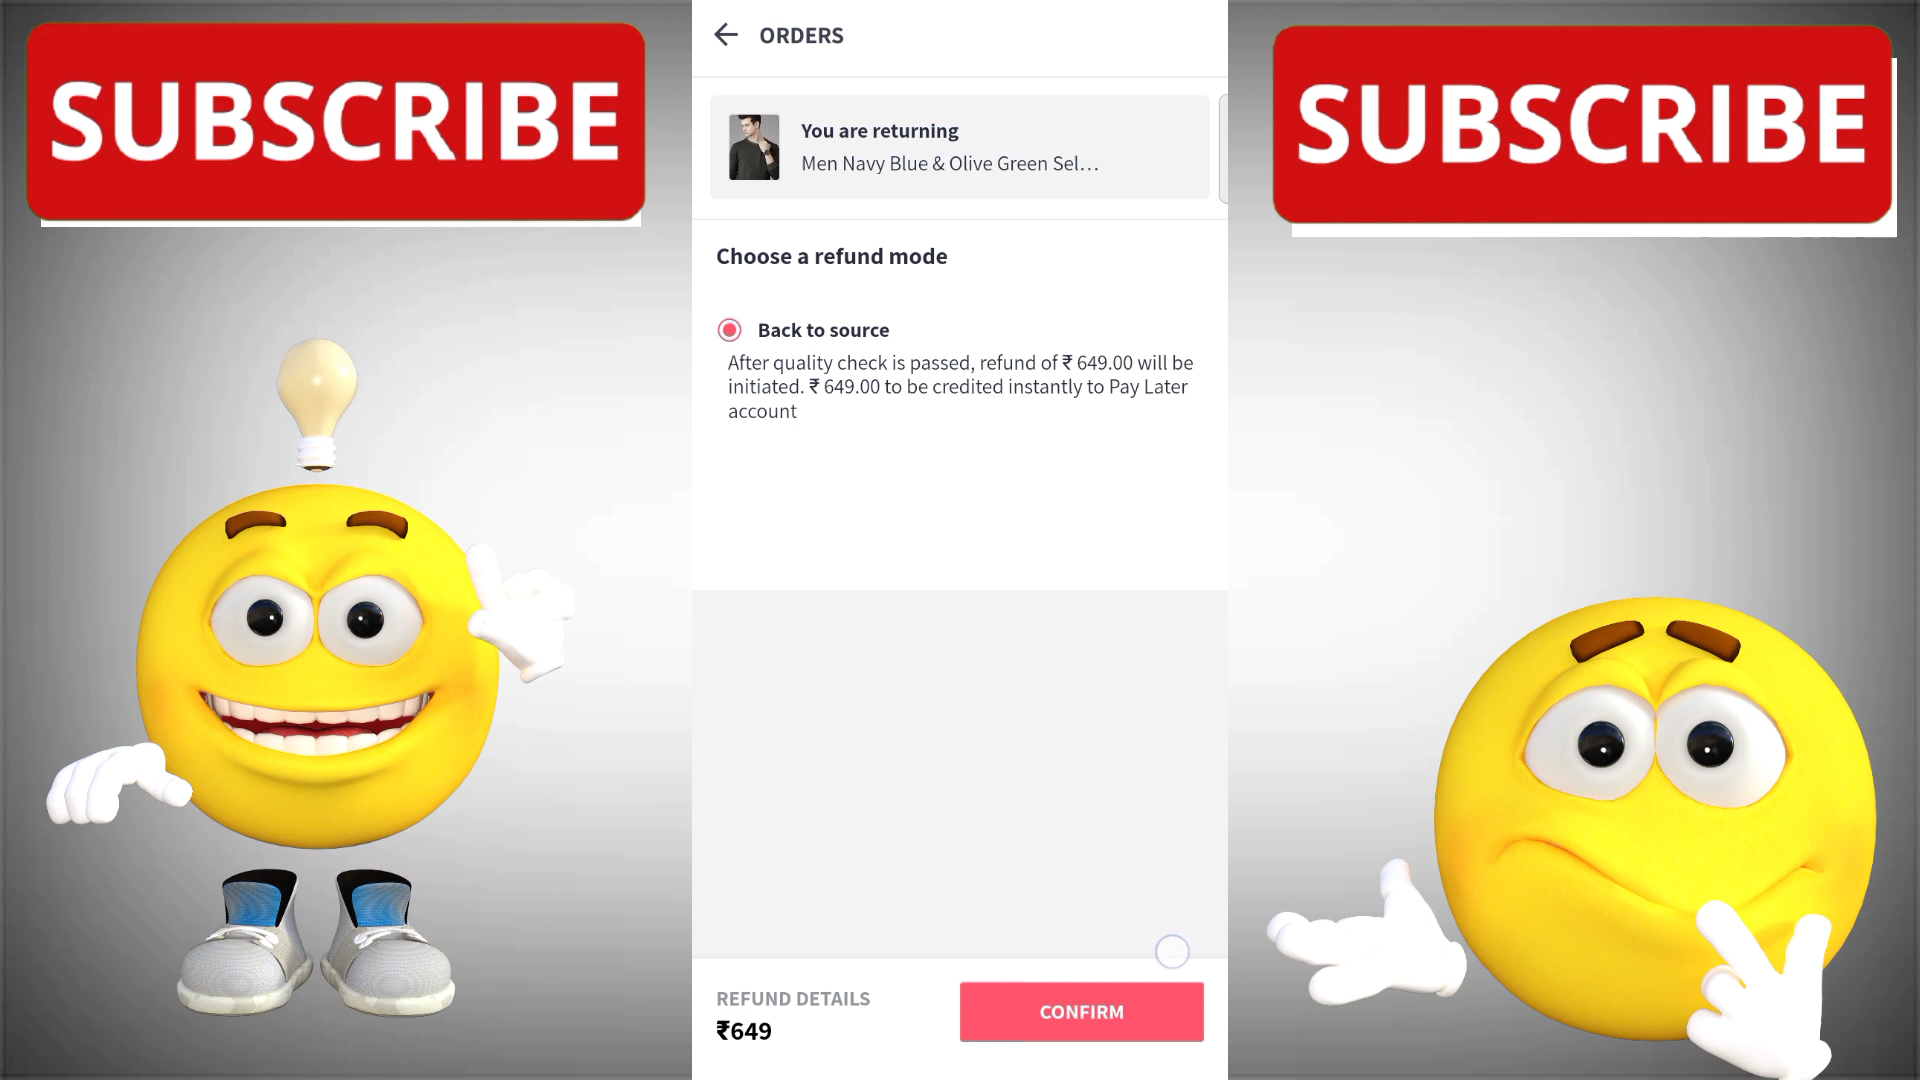 SUBSCRIBE
ORDERS
You are returning
Men Navy Blue & Olive Green Sel...
Choose a refund mode
Back to source
After quality check is passed, refund of ₹ 649.00 will be
initiated. ₹ 649.00 to be credited instantly to Pay Later
account
REFUND DETAILS
₹649
CONFIRM
SUBSCRIBE